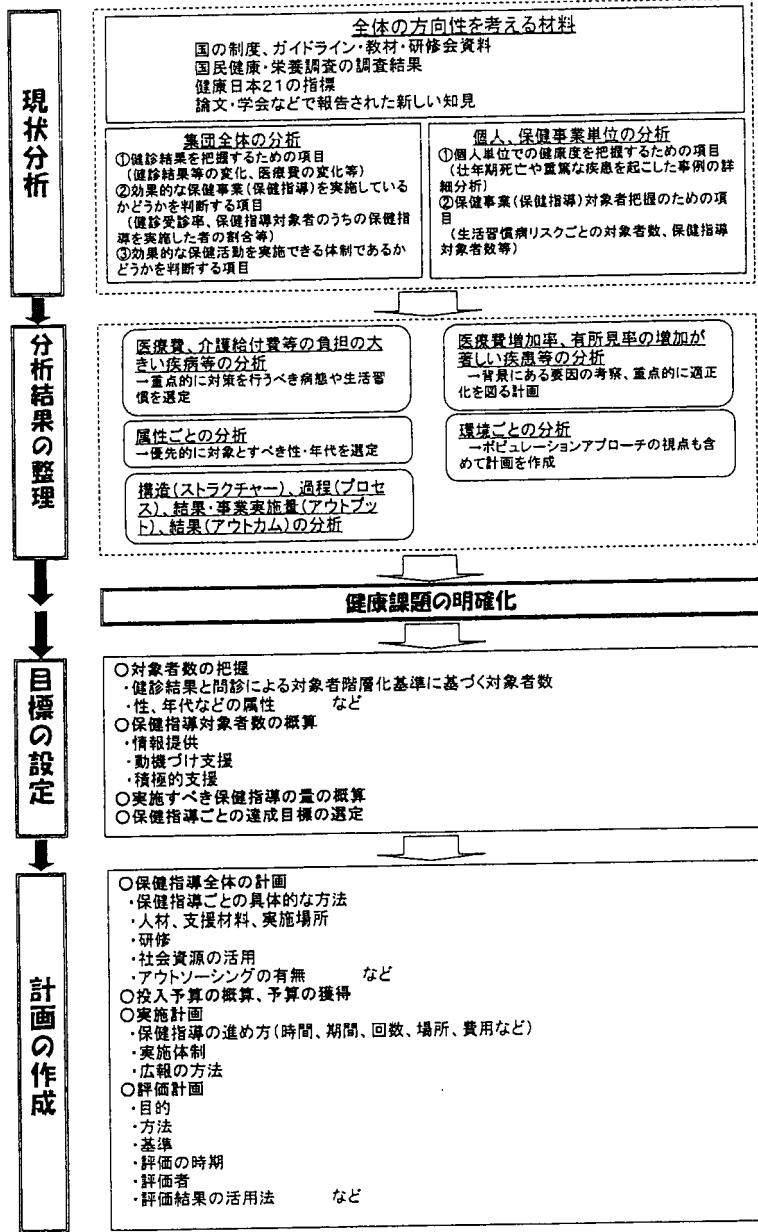 現状分析
全体の方向性を考える材料
国の制度、ガイドライン・教材・研修会資料
国民健康・栄養調査の調査結果
健康日本21の指標
論文・学会などで報告された新しい知見
集団全体の分析
①健診結果を把握するための項目
(健診結果等の変化、医療費の変化等)
②効果的な保健事業(保健指導)を実施している
かどうかを判断する項目
(健診受診率、保健指導対象者のうちの保健指
導を実施した者の割合等)
③効果的な保健活動を実施できる体制であるか
どうかを判断する項目
個人、保健事業単位の分析
①個人単位での健康度を把握するための項目
(壮年期死亡や重篤な疾患を起こした事例の詳
細分析)
②保健事業(保健指導)対象者把握のための項
目
(生活習慣病リスクごとの対象者数、保健指導
対象者数等)
分析結果の整理
医療費、介護給付費等の負担の大
きい疾病等の分析
→重点的に対策を行うべき病態や生活習
慣を選定
医療費増加率、有所見率の増加が
著しい疾患等の分析
→背景にある要因の考察、重点的に適正
化を図る計画
属性ごとの分析
→優先的に対象とすべき性・年代を選定
環境ごとの分析
→ポピュレーションアプローチの視点も含
めて計画を作成
構造(ストラクチャー)、過程(プロセ
ス)、結果・事業実施量(アウトプッ
ト)、結果(アウトカム)の分析
健康課題の明確化
目標の設定
○対象者数の把握
・健診結果と問診による対象者階層化基準に基づく対象者数
・性、年代などの属性 など
○保健指導対象者数の概算
・情報提供
・動機づけ支援
・積極的支援
○実施すべき保健指導の量の概算
○保健指導ごとの達成目標の選定
計画の作成
○保健指導全体の計画
・保健指導ごとの具体的な方法
・人材、支援材料、実施場所
・研修
・社会資源の活用
・アウトソーシングの有無 など
○投入予算の概算、予算の獲得
○実施計画
・保健指導の進め方(時間、期間、回数、場所、費用など)
・実施体制
・広報の方法
○評価計画
・目的
・方法
・基準
・評価の時期
・評価者
・評価結果の活用法 など